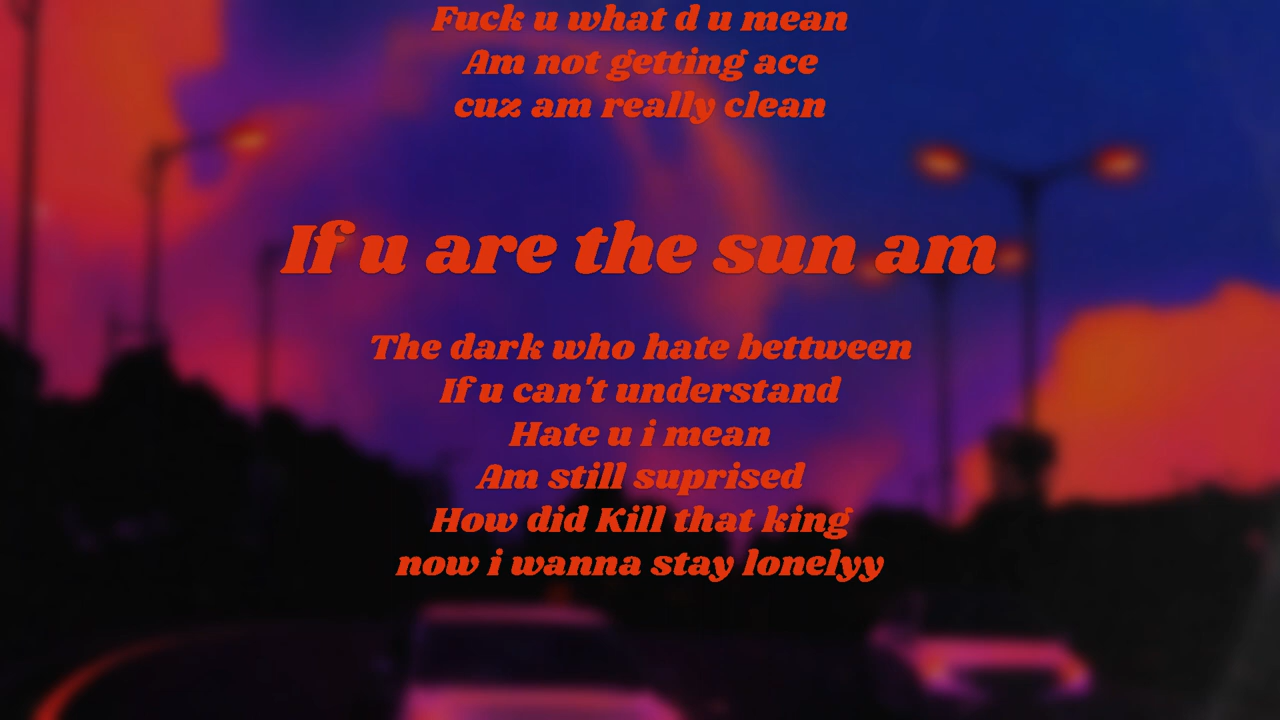 Fuck u what d u mean
Am not getting ace
cuz am really clean
If u are the sun am
The dark who hate bettween
If u can't understand
Hate u i mean
Am still suprised
How did Kill that king
now i wanna stay lonelyy